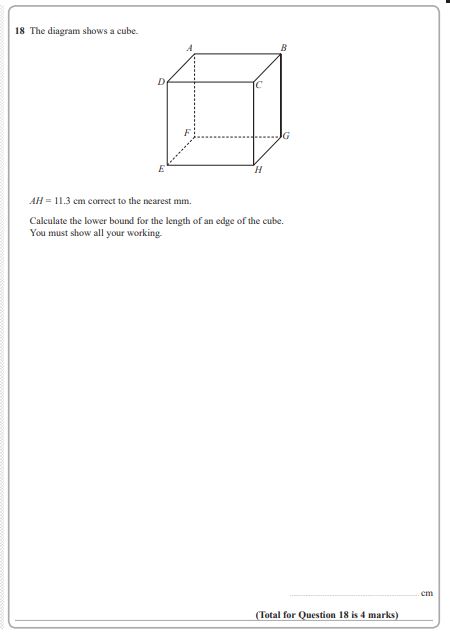 18 The diagram shows a cube.
A
B
D
C
F
G
E
H
AH = 11.3 cm correct to the nearest mm.
Calculate the lower bound for the length of an edge of the cube.
You must show all your working.
cm
(Total for Question 18 is 4 marks)